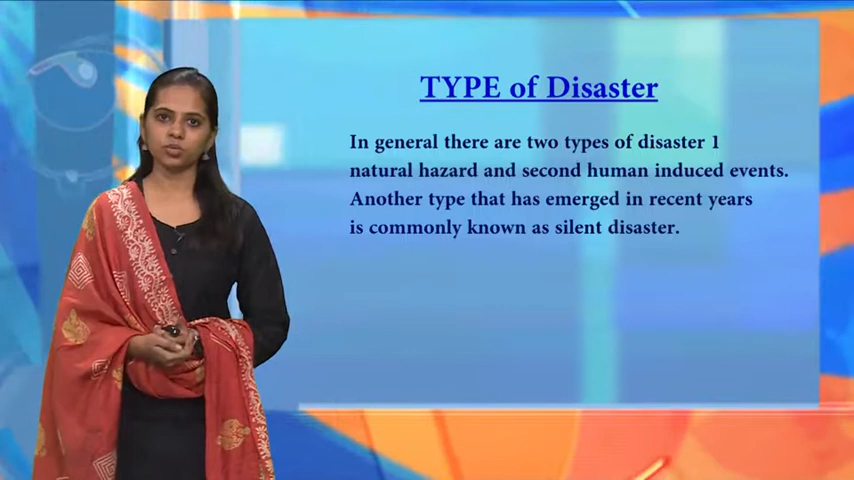 TYPE of Disaster
In general there are two types of disaster 1
natural hazard and second human induced events.
Another type that has emerged in recent years
is commonly known as silent disaster.